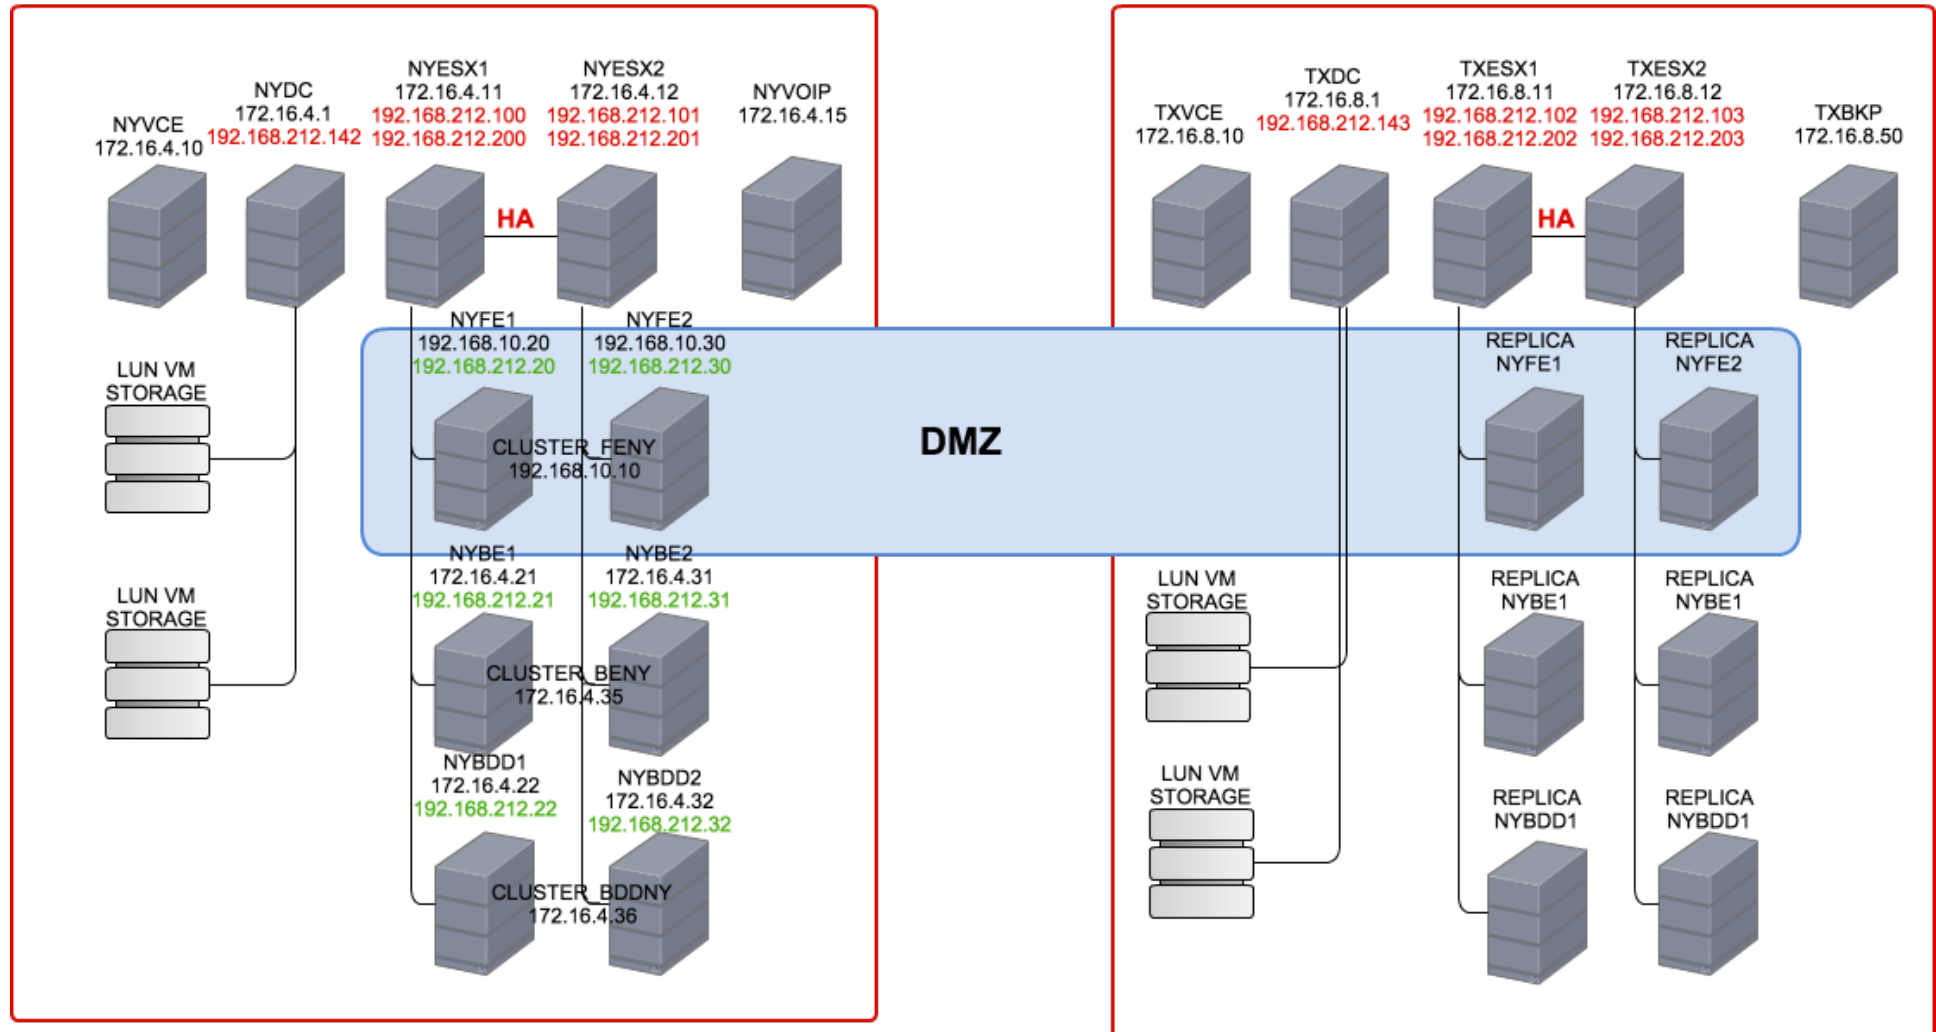 NYVCE
172.16.4.10
NYDC
172.16.4.1
192.168.212.142
NYESX1
172.16.4.11
192.168.212.100
192.168.212.200
NYESX2
172.16.4.12
192.168.212.101
192.168.212.201
NYVOIP
172.16.4.15
HA
TXVCE
172.16.8.10
TXDC
172.16.8.1
192.168.212.143
TXESX1
172.16.8.11
192.168.212.102
192.168.212.202
TXESX2
172.16.8.12
192.168.212.103
192.168.212.203
TXBKP
172.16.8.50
HA
LUN VM
STORAGE
LUN VM
STORAGE
NYFE1
192.168.10.20
192.168.212.20
NYFE2
192.168.10.30
192.168.212.30
CLUSTER_FENY
192.168.10.10
DMZ
REPLICA
NYFE1
REPLICA
NYFE2
NYBE1
172.16.4.21
192.168.212.21
NYBE2
172.16.4.31
192.168.212.31
CLUSTER_BENY
172.16.4.35
NYBDD1
172.16.4.22
192.168.212.22
NYBDD2
172.16.4.32
192.168.212.32
CLUSTER_BDDNY
172.16.4.36
LUN VM
STORAGE
LUN VM
STORAGE
REPLICA
NYBE1
REPLICA
NYBE1
REPLICA
NYBDD1
REPLICA
NYBDD1